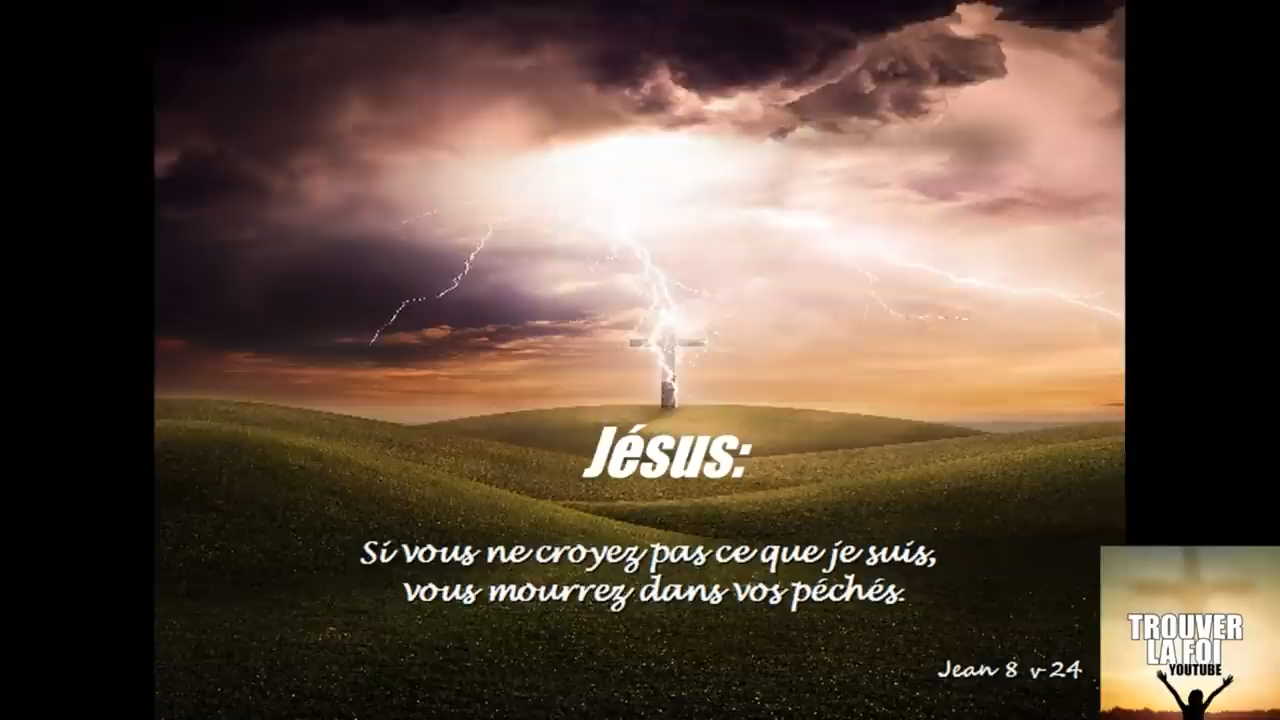 Jésus:
Si vous ne croyez pas ce que je suis,
vous mourrez dans vos péchés.
Jean 8 v 24
TROUVER
LA FOI
YOUTUBE